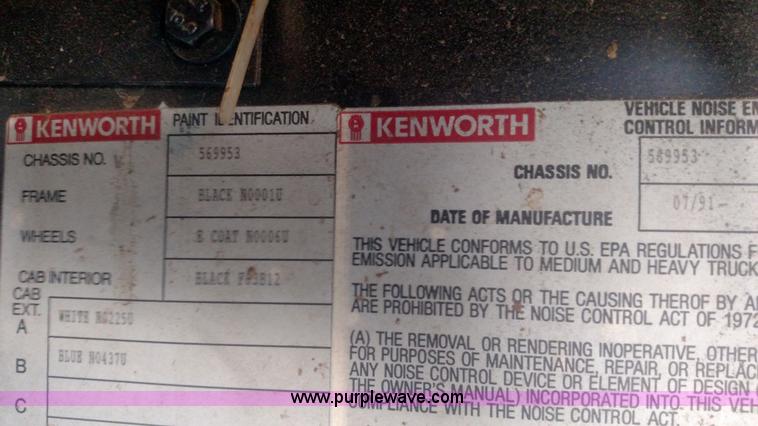 KENWORTH
PAINT IDENTIFICATION
CHASSIS NO.
569953
FRAME
BLACK N0001U
WHEELS
E COAT N0006U
CAB INTERIOR
BLACK
CAB
EXT.
A
WHITE N0225U
B
BLUE N0437U
C
KENWORTH
VEHICLE NOISE EM
CONTROL INFORM
CHASSIS NO.
569953
DATE OF MANUFACTURE
07/91
THIS VEHICLE CONFORMS TO U.S. EPA REGULATIONS F
EMISSION APPLICABLE TO MEDIUM AND HEAVY TRUCK
THE FOLLOWING ACTS OR THE CAUSING THEROF BY A
ARE PROHIBITED BY THE NOISE CONTROL ACT OF 1972
(A) THE REMOVAL OR RENDERING INOPERATIVE, OTHER
FOR PURPOSES OF MAINTENANCE, REPAIR, OR REPLAC
ANY NOISE CONTROL DEVICE OR ELEMENT OF DESIGN
THE OWNER'S MANUAL) INCORPORATED INTO THIS VEH
COMPLIANCE WITH THE NOISE CONTROL ACT.
www.purplewave.com